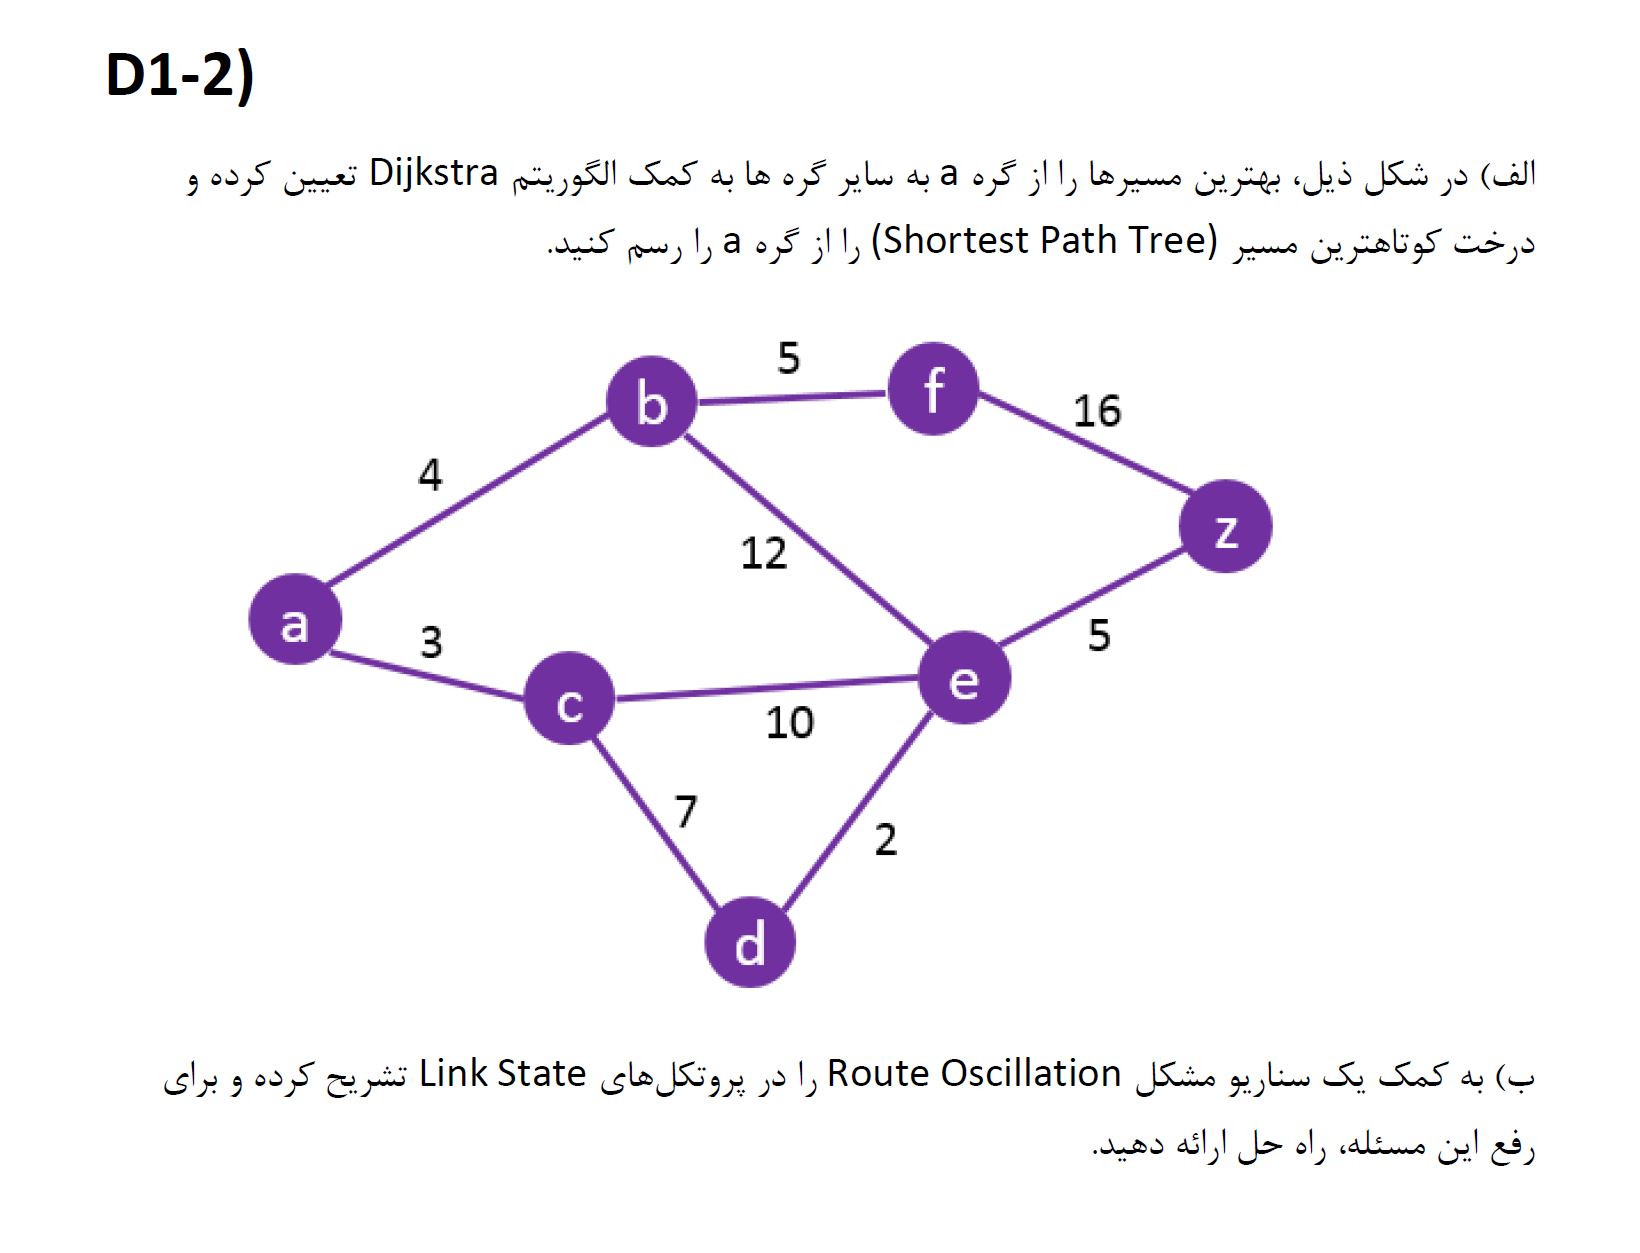 D1-2)
الف) در شکل ذیل، بهترین مسیرها را از گره a به سایر گره ها به کمک الگوریتم Dijkstra تعیین کرده و
درخت کوتاهترین مسیر (Shortest Path Tree) را از گره a را رسم کنید.
5
f
b
16
4
z
12
a
3
5
e
c
10
7
2
d
ب) به کمک یک سناریو مشکل Route Oscillation را در پروتکل‌های Link State تشریح کرده و برای
رفع این مسئله، راه حل ارائه دهید.